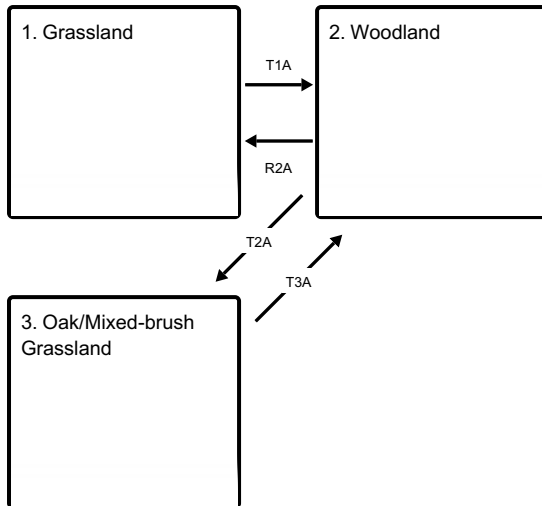 1. Grassland
2. Woodland
T1A
R2A
T2A
T3A
3. Oak/Mixed-brush
Grassland